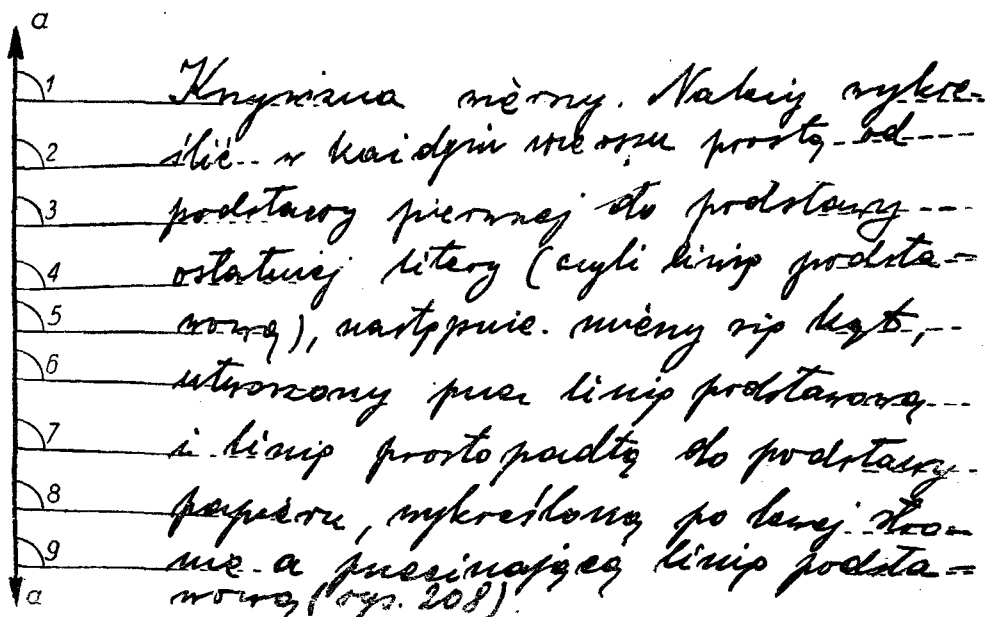 a
1 Krzywizna wierszy. Należy wykre-
2 ślić w każdym wierszu prostą od
3 podstawy pierwszej do podstawy
4 ostatniej litery (czyli linię podsta=
5 wową), następnie mierzy się kąt,
6 utworzony przez linię podstawową
7 i linię prostopadłą do podstawy
8 papieru, wykreśloną po lewej stro-
9 nie a przecinającą linię podsta=
a wową (rys. 208)